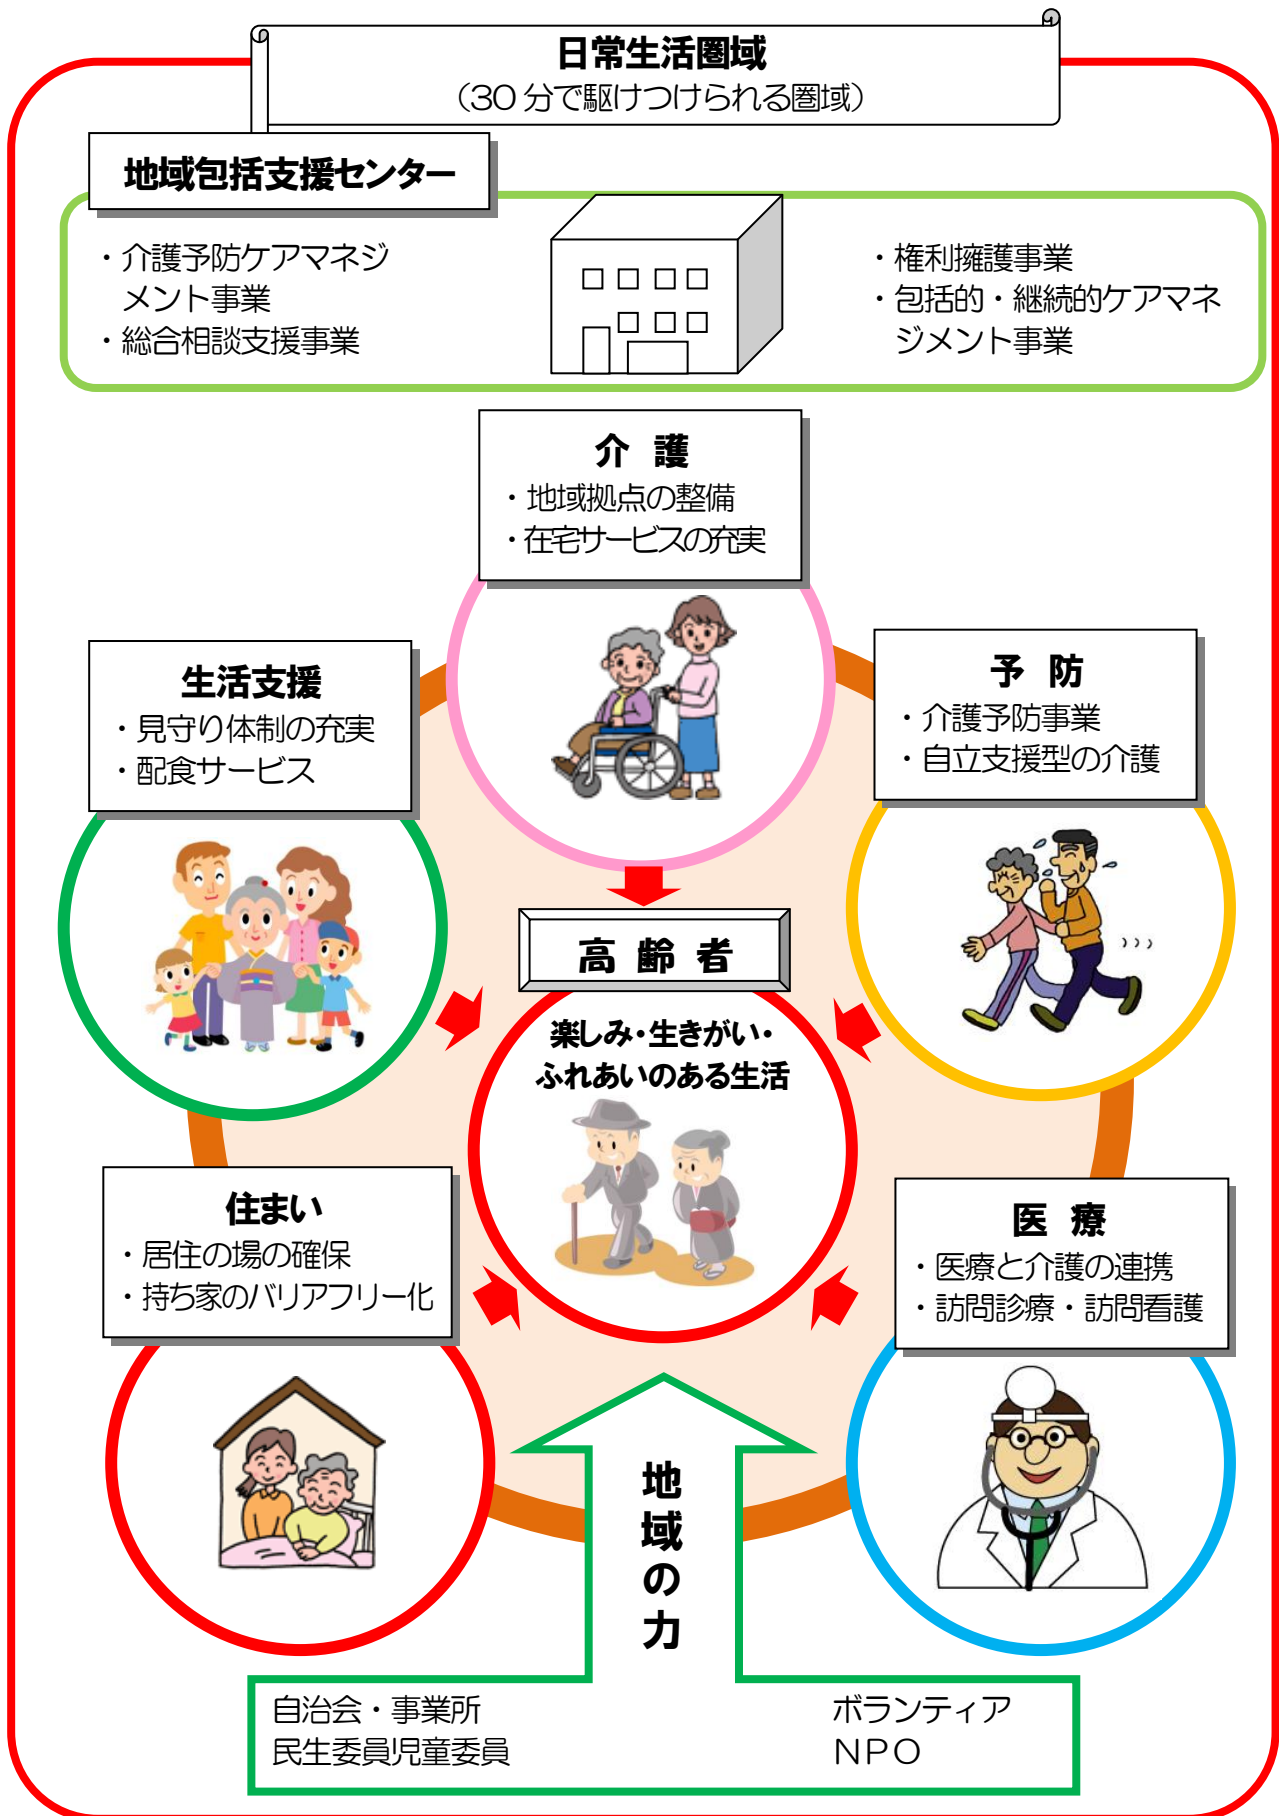 日常生活圏域
（30分で駆けつけられる圏域）
地域包括支援センター
・介護予防ケアマネジ
メント事業
・総合相談支援事業
・権利擁護事業
・包括的・継続的ケアマネ
ジメント事業
介 護
・地域拠点の整備
・在宅サービスの充実
生活支援
・見守り体制の充実
・配食サービス
予 防
・介護予防事業
・自立支援型の介護
高 齢 者
楽しみ・生きがい・
ふれあいのある生活
住まい
・居住の場の確保
・持ち家のバリアフリー化
医 療
・医療と介護の連携
・訪問診療・訪問看護
地域の力
自治会・事業所
民生委員児童委員
ボランティア
ＮＰＯ